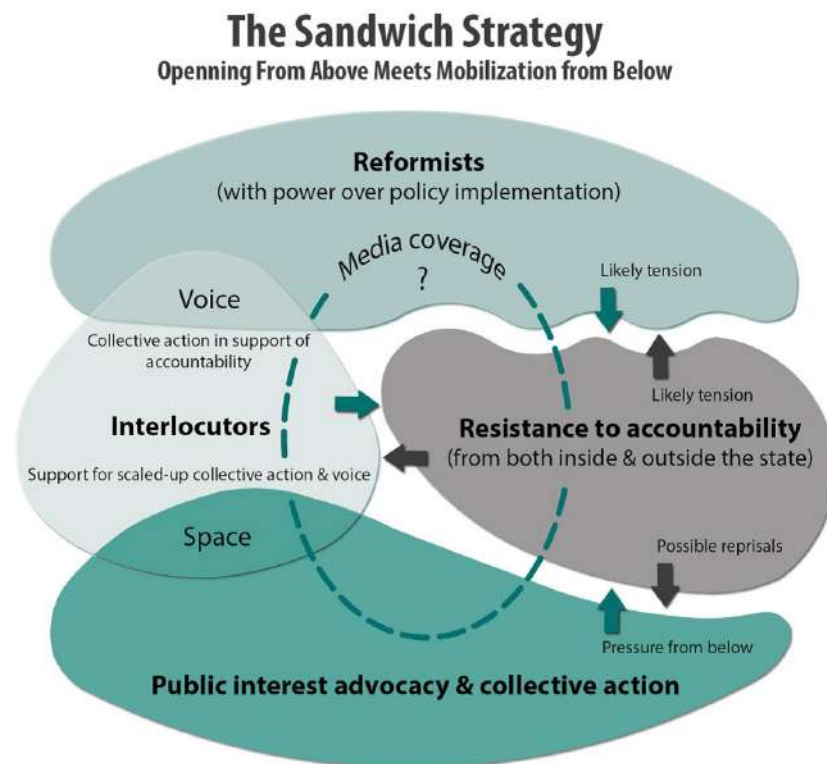 The Sandwich Strategy
Openning From Above Meets Mobilization from Below
Reformists
(with power over policy implementation)
Media coverage
?
Likely tension
Voice
Collective action in support of
accountability
Likely tension
Interlocutors
Resistance to accountability
(from both inside & outside the state)
Support for scaled-up collective action & voice
Space
Possible reprisals
Pressure from below
Public interest advocacy & collective action